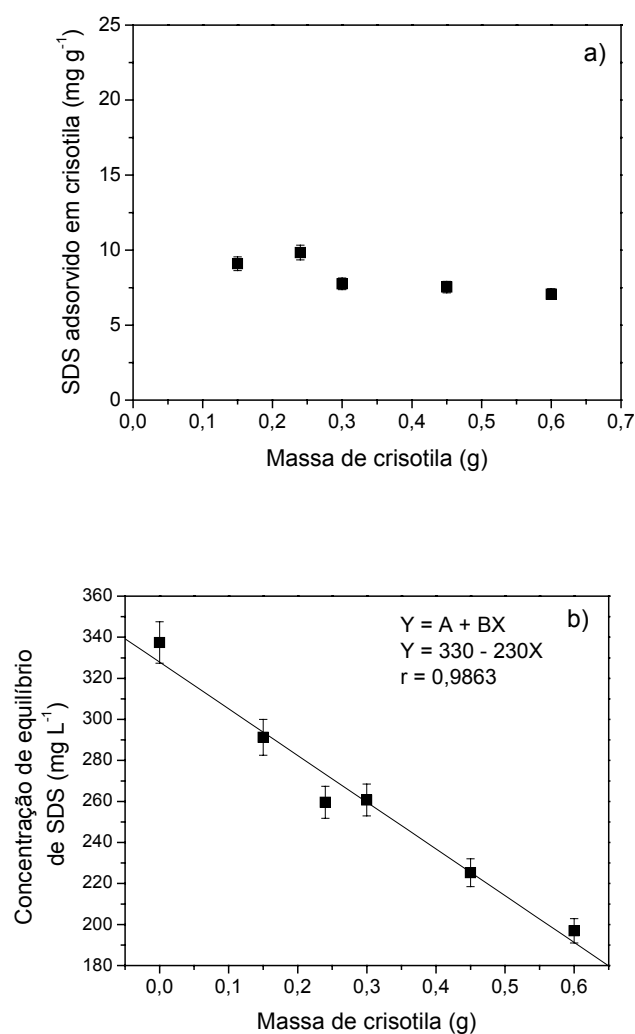 25
20
15
10
5
0
0,0 0,1 0,2 0,3 0,4 0,5 0,6 0,7
SDS adsorvido em crisotila (mg g⁻¹)
Massa de crisotila (g)
a)
360
340
320
300
280
260
240
220
200
180
0,0 0,1 0,2 0,3 0,4 0,5 0,6
Concentração de equilíbrio
de SDS (mg L⁻¹)
Massa de crisotila (g)
Y = A + BX
b)
Y = 330 - 230X
r = 0,9863